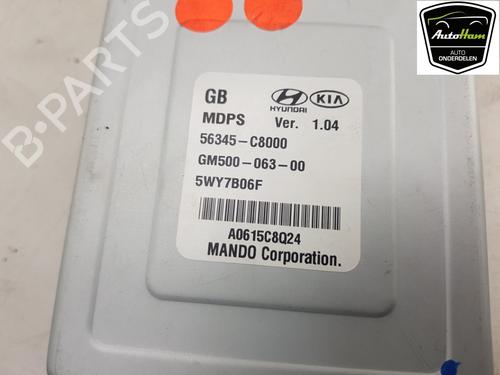 AutoHam
AUTO
ONDERDELEN
GB
HYUNDAI
KIA
MDPS Ver. 1.04
56345-C8000
GM500-063-00
5WY7B06F
A0615C8Q24
MANDO Corporation.
B-PARTS